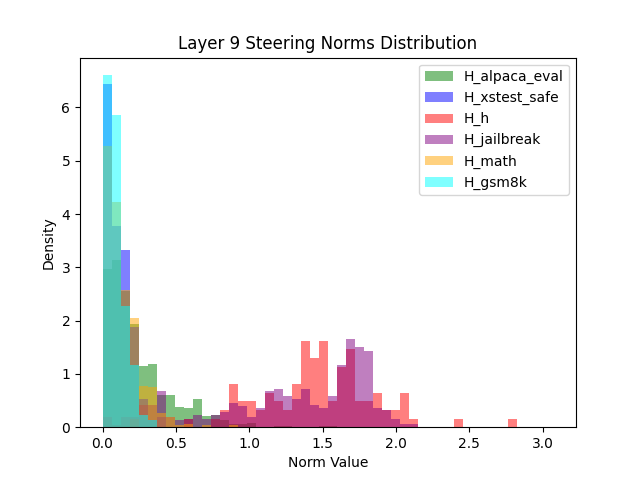 Layer 9 Steering Norms Distribution
H_alpaca_eval
H_xstest_safe
H_h
H_jailbreak
H_math
H_gsm8k
Density
6
5
4
3
2
1
0
0.0 0.5 1.0 1.5 2.0 2.5 3.0
Norm Value